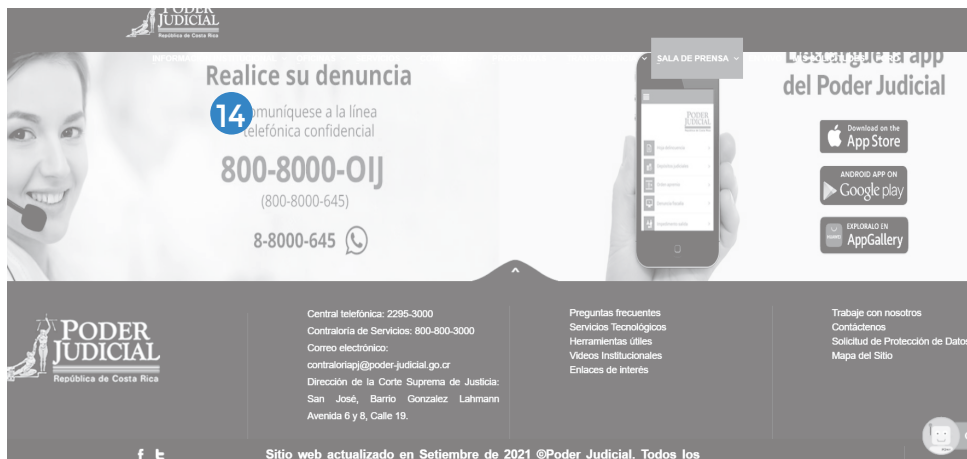 PODER
JUDICIAL
República de Costa Rica
SALA DE PRENSA
Realice su denuncia
14
omuníquese a la línea
telefónica confidencial
800-8000-OIJ
(800-8000-645)
8-8000-645
PODER
JUDICIAL
del Poder Judicial
Download on the
App Store
ANDROID APP ON
Google play
EXPLORALO EN
AppGallery
PODER
JUDICIAL
República de Costa Rica
Central telefónica: 2295-3000
Contraloría de Servicios: 800-800-3000
Correo electrónico:
contraloriapj@poder-judicial.go.cr
Dirección de la Corte Suprema de Justicia:
San José, Barrio Gonzalez Lahmann
Avenida 6 y 8, Calle 19.
Preguntas frecuentes
Servicios Tecnológicos
Herramientas útiles
Videos Institucionales
Enlaces de interés
Trabaje con nosotros
Contáctenos
Solicitud de Protección de Datos
Mapa del Sitio
Sitio web actualizado en Setiembre de 2021 ©Poder Judicial. Todos los